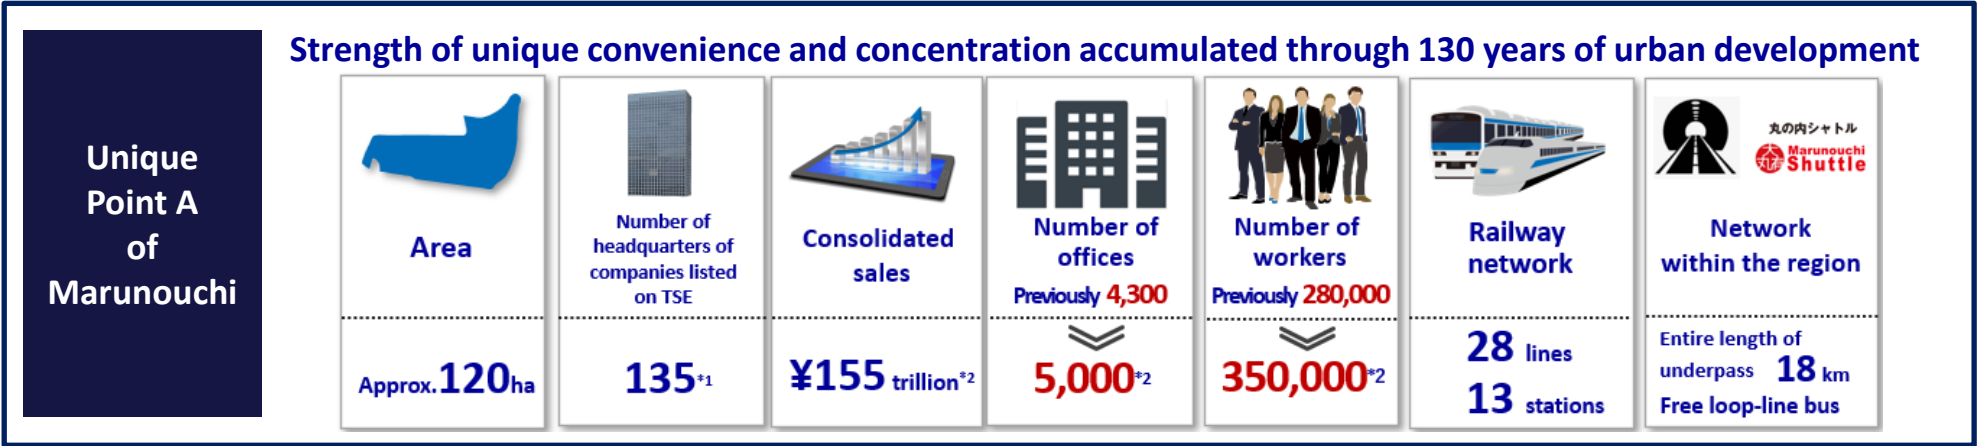 Strength of unique convenience and concentration accumulated through 130 years of urban development
Unique
Point A
of
Marunouchi
Area
Approx.120ha
Number of
headquarters of
companies listed
on TSE
135*1
Consolidated
sales
¥155 trillion*2
Number of
offices
Previously 4,300
5,000*2
Number of
workers
Previously 280,000
350,000*2
Railway
network
28 lines
13 stations
丸の内シャトル
大丸有 Marunouchi
Shuttle
Network
within the region
Entire length of
underpass 18 km
Free loop-line bus